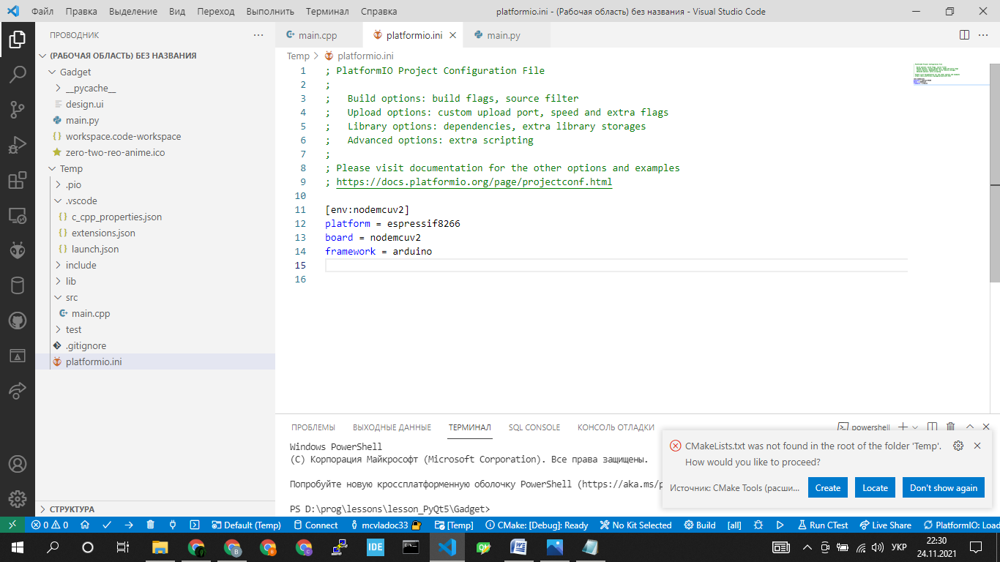 Файл Правка Выделение Вид Переход Выполнить Терминал Справка
platformio.ini - (Рабочая область) без названия - Visual Studio Code
ПРОВОДНИК
(РАБОЧАЯ ОБЛАСТЬ) БЕЗ НАЗВАНИЯ
Gadget
__pycache__
design.ui
main.py
workspace.code-workspace
zero-two-reo-anime.ico
Temp
.pio
.vscode
c_cpp_properties.json
extensions.json
launch.json
include
lib
src
main.cpp
test
.gitignore
platformio.ini
СТРУКТУРА
main.cpp
platformio.ini
main.py
Temp > platformio.ini
1 ; PlatformIO Project Configuration File
2 ;
3 ; Build options: build flags, source filter
4 ; Upload options: custom upload port, speed and extra flags
5 ; Library options: dependencies, extra library storages
6 ; Advanced options: extra scripting
7 ;
8 ; Please visit documentation for the other options and examples
9 ; https://docs.platformio.org/page/projectconf.html
10
11 [env:nodemcuv2]
12 platform = espressif8266
13 board = nodemcuv2
14 framework = arduino
15
16
ПРОБЛЕМЫ ВЫХОДНЫЕ ДАННЫЕ ТЕРМИНАЛ SQL CONSOLE КОНСОЛЬ ОТЛАДКИ
powershell
Windows PowerShell
(C) Корпорация Майкрософт (Microsoft Corporation). Все права защищены.
Попробуйте новую кроссплатформенную оболочку PowerShell (https://aka.ms/p
PS D:\prog\lessons\lesson_PyQt5\Gadget>
CMakeLists.txt was not found in the root of the folder 'Temp'.
How would you like to proceed?
Источник: CMake Tools (расши...
Create
Locate
Don't show again
0 0 Default (Temp) Connect mcvladoc33 [Temp] CMake: [Debug]: Ready No Kit Selected Build [all] Run CTest Live Share PlatformIO: Load
IDE
УКР
22:30
24.11.2021